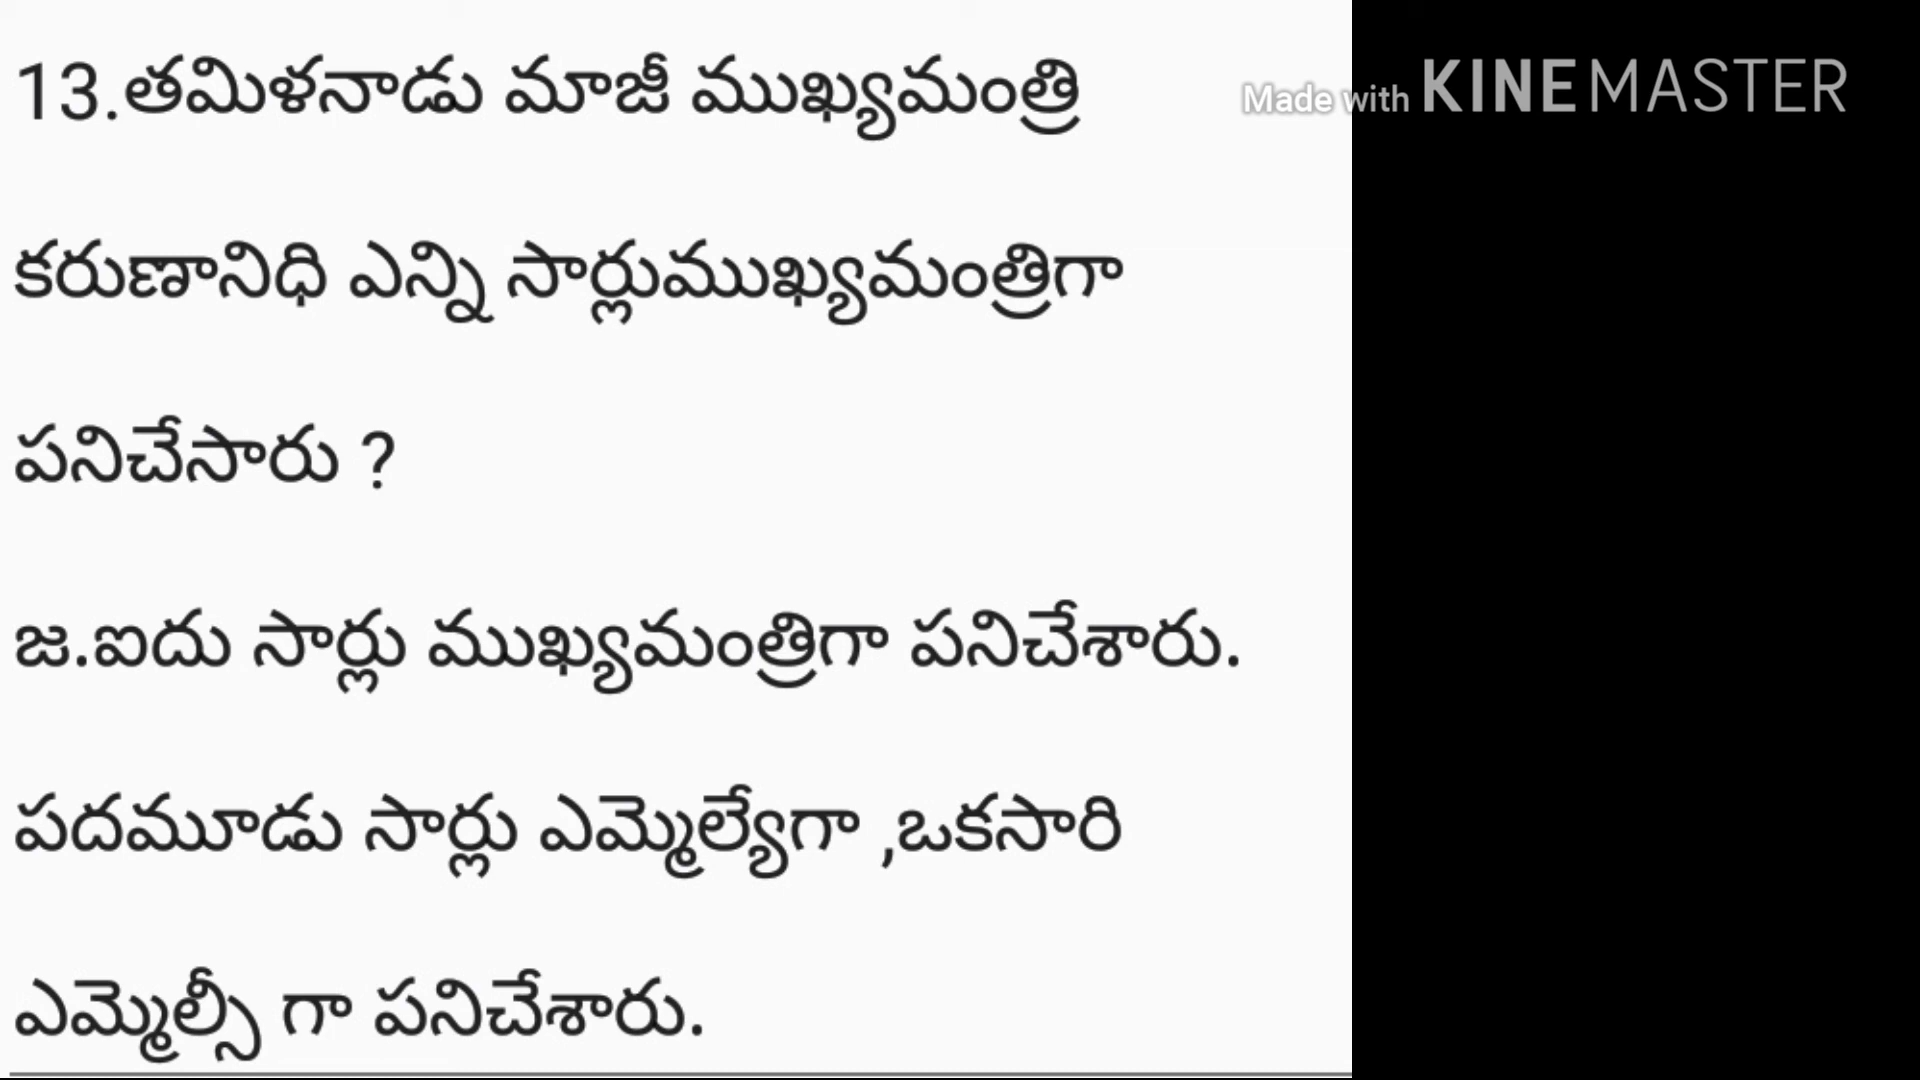 13.తమిళనాడు మాజీ ముఖ్యమంత్రి
Made with KINEMASTER
కరుణానిధి ఎన్ని సార్లుముఖ్యమంత్రిగా
పనిచేసారు ?
జ.ఐదు సార్లు ముఖ్యమంత్రిగా పనిచేశారు.
పదమూడు సార్లు ఎమ్మెల్యేగా ,ఒకసారి
ఎమ్మెల్సీ గా పనిచేశారు.